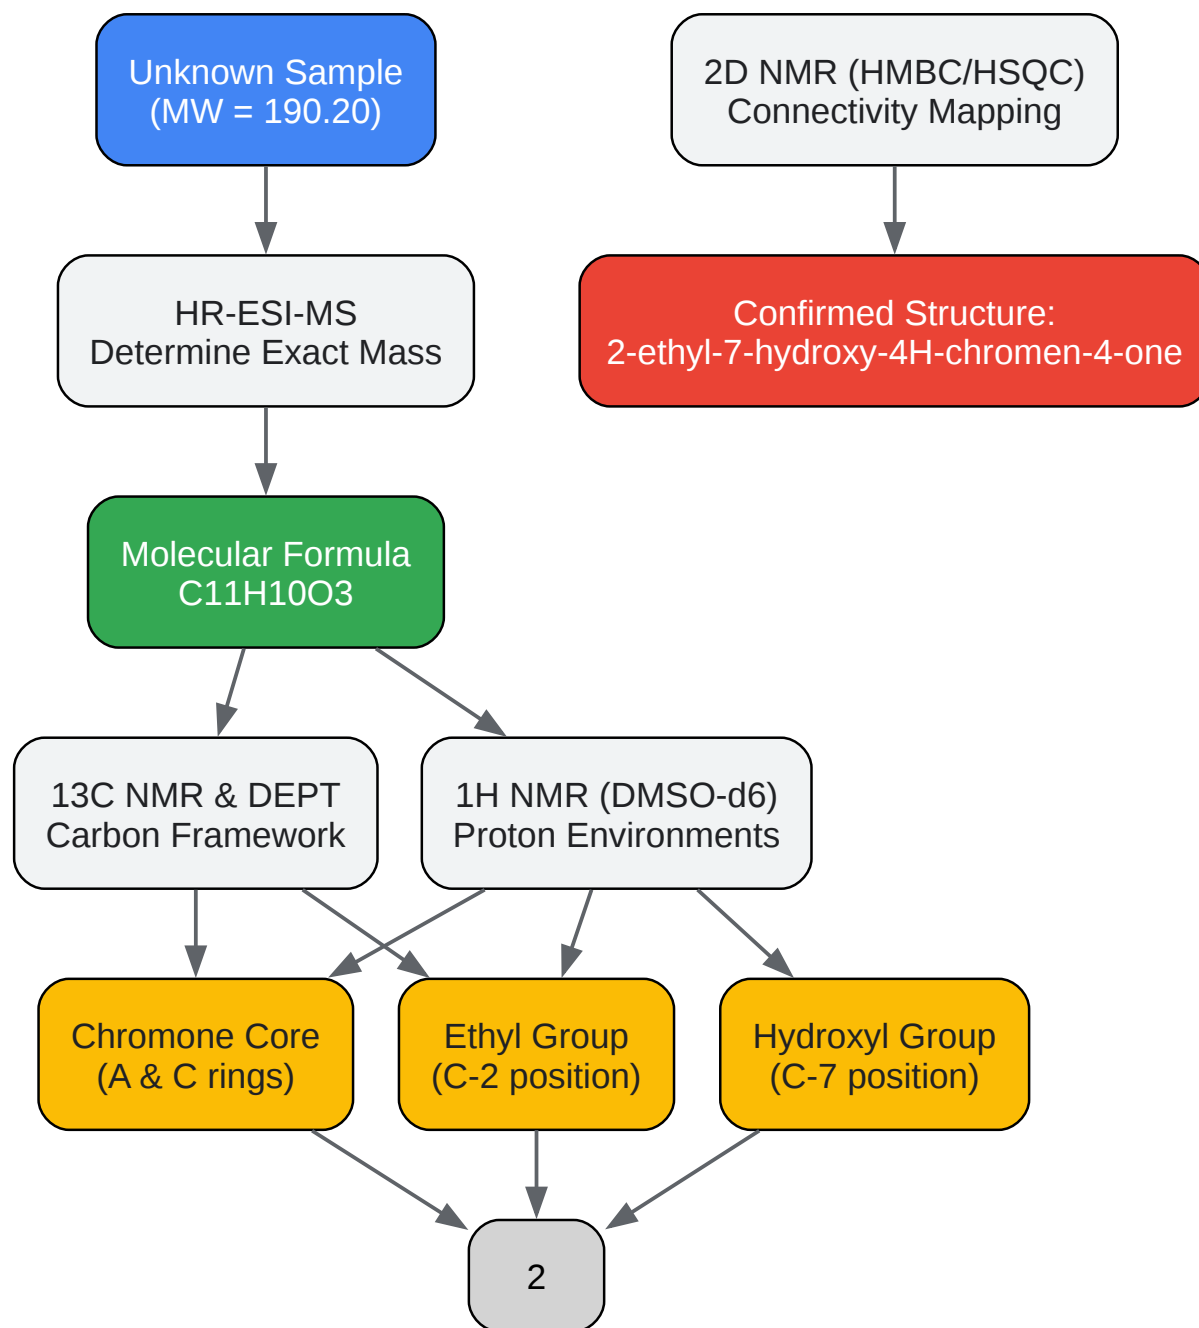 Unknown Sample
(MW = 190.20)
2D NMR (HMBC/HSQC)
Connectivity Mapping
HR-ESI-MS
Determine Exact Mass
Confirmed Structure:
2-ethyl-7-hydroxy-4H-chromen-4-one
Molecular Formula
C11H10O3
13C NMR & DEPT
Carbon Framework
1H NMR (DMSO-d6)
Proton Environments
Chromone Core
(A & C rings)
Ethyl Group
(C-2 position)
Hydroxyl Group
(C-7 position)
2